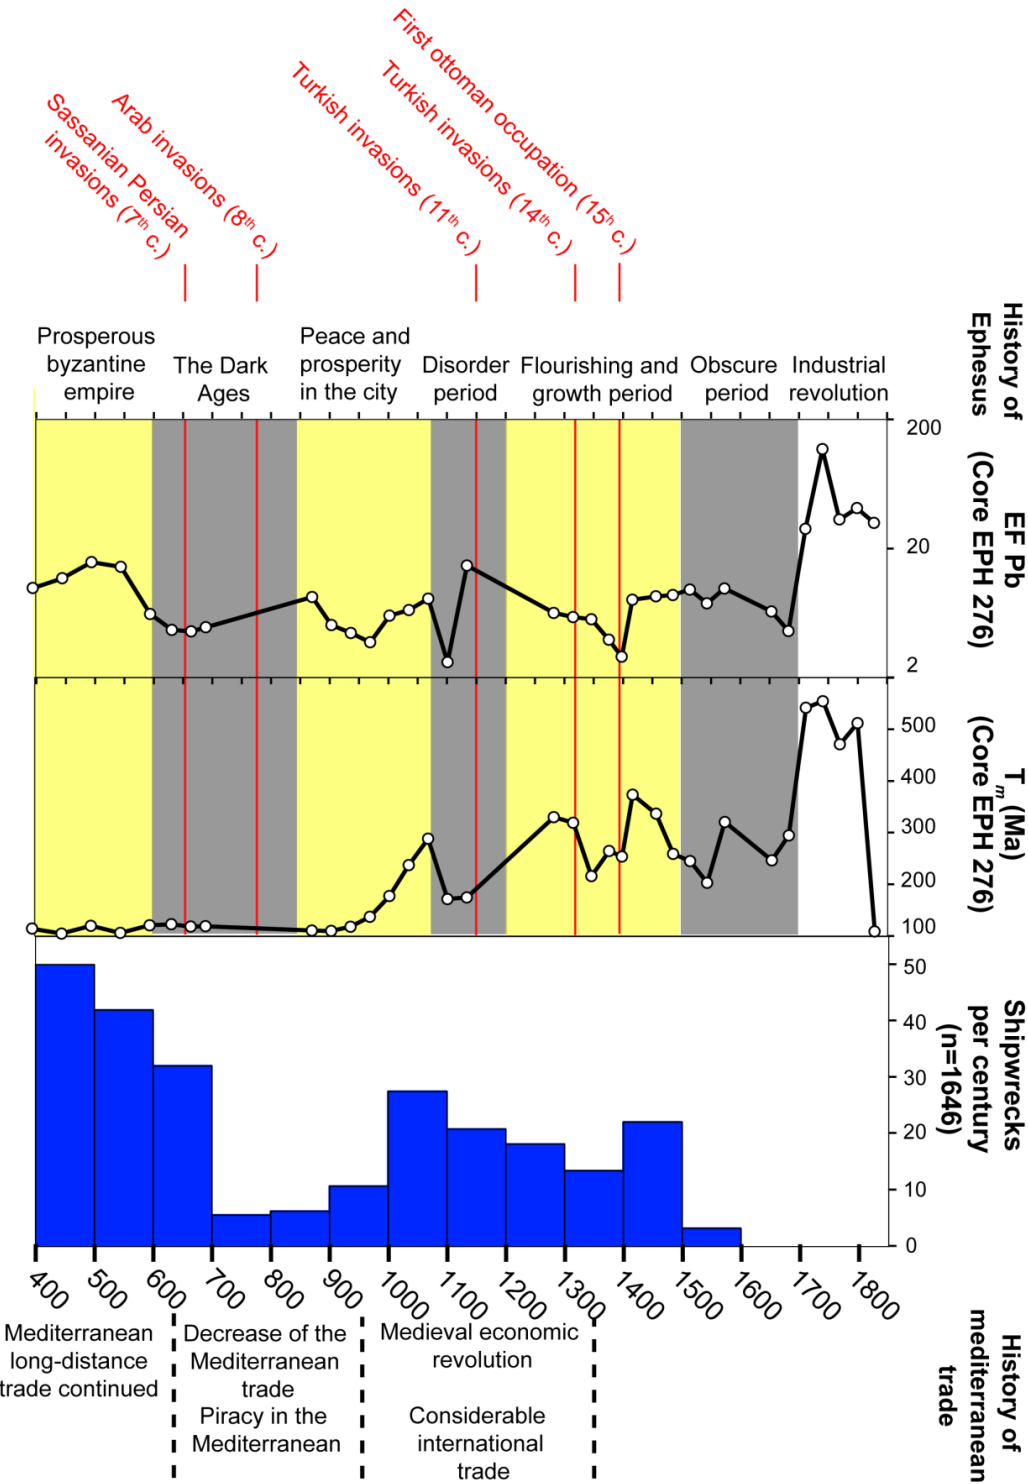 First ottoman occupation (15h c.)
Turkish invasions (14th c.)
Turkish invasions (11th c.)
Arab invasions (8th c.)
Sassanian Persian
invasions (7th c.)
History of
Ephesus
Prosperous
byzantine
empire
The Dark
Ages
Peace and
prosperity
in the city
Disorder
period
Flourishing and
growth period
Obscure
period
Industrial
revolution
EF Pb
(Core EPH 276)
200
20
2
Tm (Ma)
(Core EPH 276)
500
400
300
200
100
Shipwrecks
per century
(n=1646)
50
40
30
20
10
0
400 500 600 700 800 900 1000 1100 1200 1300 1400 1500 1600 1700 1800
History of
mediterranean
trade
Mediterranean
long-distance
trade continued
Decrease of the
Mediterranean
trade
Piracy in the
Mediterranean
Medieval economic
revolution
Considerable
international
trade